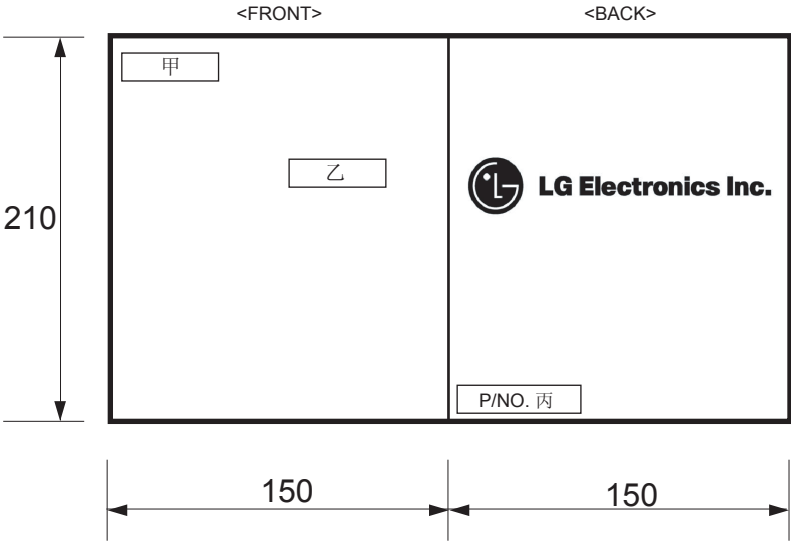 <FRONT>
<BACK>
甲
乙
210
LG Electronics Inc.
P/NO. 丙
150
150